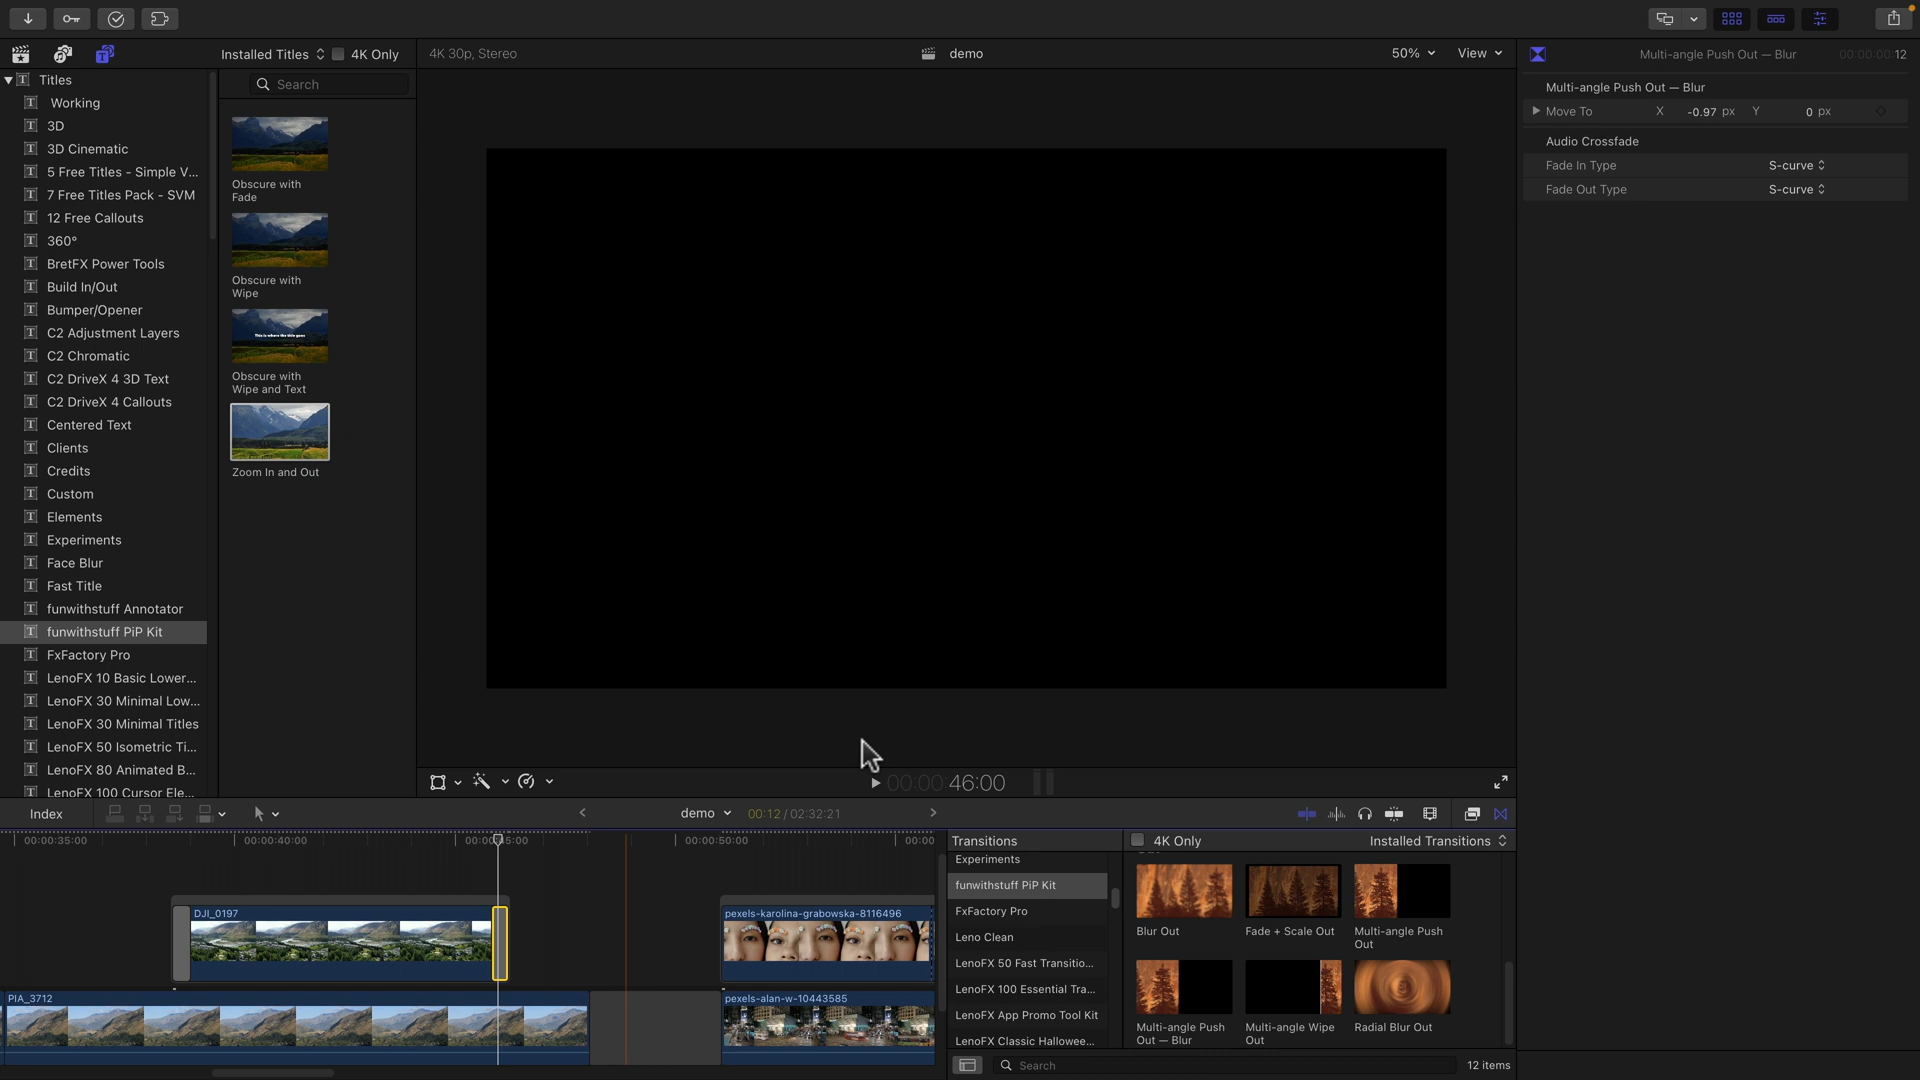 Installed Titles
4K Only
4K 30p, Stereo
demo
50%
View
Multi-angle Push Out — Blur
00:00:00:12
Titles
Working
3D
3D Cinematic
5 Free Titles - Simple V...
7 Free Titles Pack - SVM
12 Free Callouts
360°
BretFX Power Tools
Build In/Out
Bumper/Opener
C2 Adjustment Layers
C2 Chromatic
C2 DriveX 4 3D Text
C2 DriveX 4 Callouts
Centered Text
Clients
Credits
Custom
Elements
Experiments
Face Blur
Fast Title
funwithstuff Annotator
funwithstuff PiP Kit
FxFactory Pro
LenoFX 10 Basic Lower...
LenoFX 30 Minimal Low...
LenoFX 30 Minimal Titles
LenoFX 50 Isometric Ti...
LenoFX 80 Animated B...
LenoFX 100 Cursor Ele...
Search
Obscure with
Fade
Obscure with
Wipe
This is where the title goes
Obscure with
Wipe and Text
Zoom In and Out
Multi-angle Push Out — Blur
Move To
X
-0.97 px
Y
0 px
Audio Crossfade
Fade In Type
S-curve
Fade Out Type
S-curve
00:00:46:00
Index
demo
00:12 / 02:32:21
00:00:35:00
00:00:40:00
00:00:45:00
00:00:50:00
00:00
DJI_0197
pexels-karolina-grabowska-8116496
PIA_3712
pexels-alan-w-10443585
Transitions
4K Only
Installed Transitions
Experiments
funwithstuff PiP Kit
FxFactory Pro
Leno Clean
LenoFX 50 Fast Transitio...
LenoFX 100 Essential Tra...
LenoFX App Promo Tool Kit
LenoFX Classic Hallowee...
Blur Out
Fade + Scale Out
Multi-angle Push
Out
Multi-angle Push
Out — Blur
Multi-angle Wipe
Out
Radial Blur Out
Search
12 items